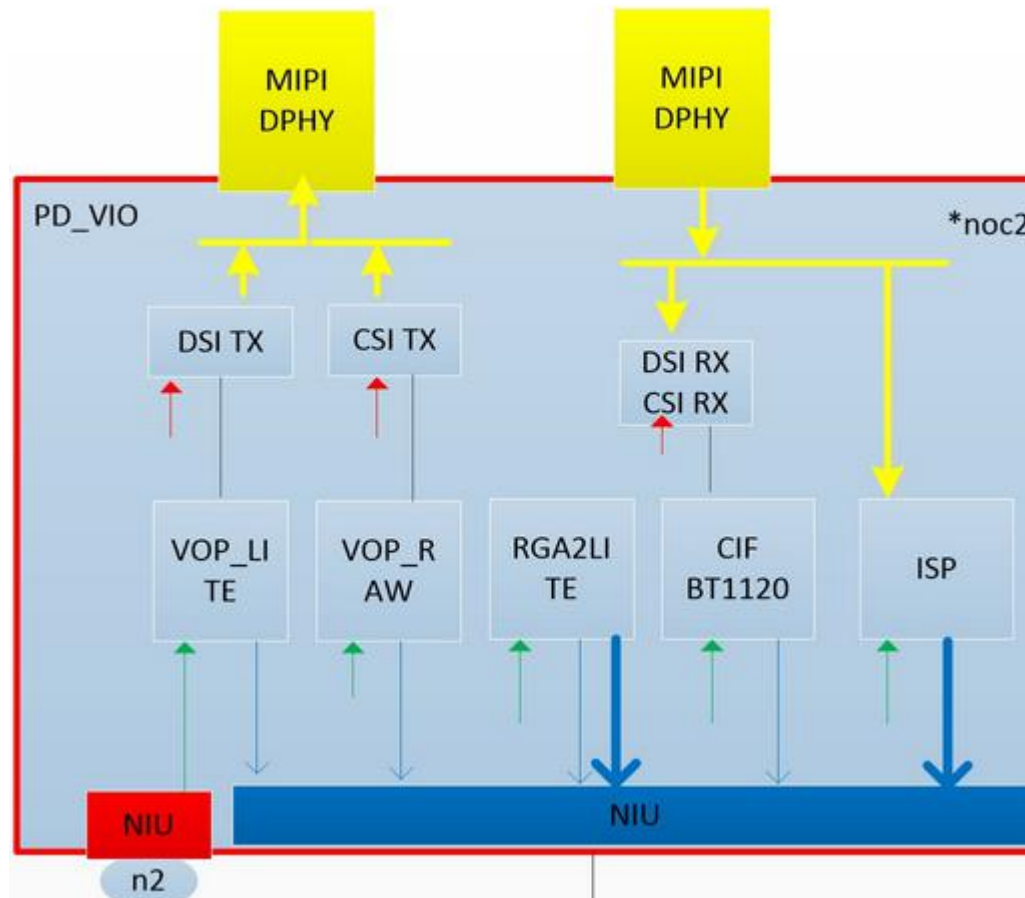 MIPI
DPHY
MIPI
DPHY
PD_VIO
*noc2
DSI TX
CSI TX
DSI RX
CSI RX
VOP_LI
TE
VOP_R
AW
RGA2LI
TE
CIF
BT1120
ISP
NIU
NIU
n2